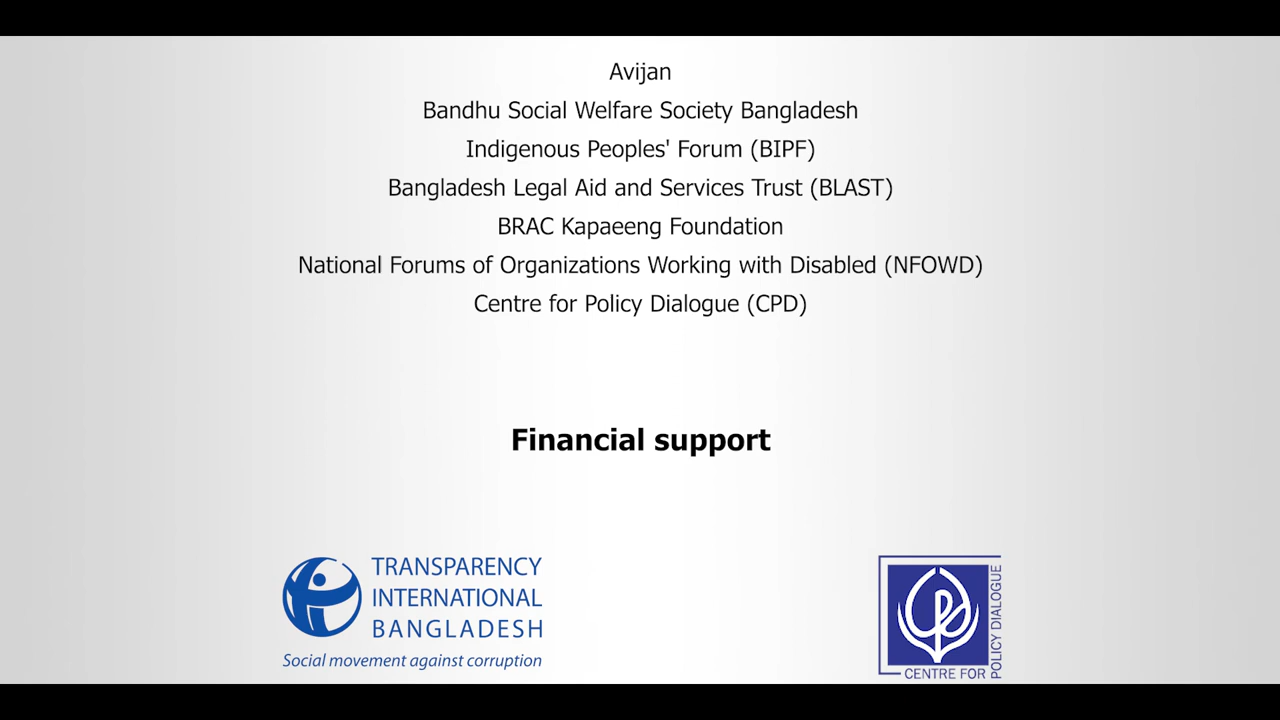 Avijan
Bandhu Social Welfare Society Bangladesh
Indigenous Peoples' Forum (BIPF)
Bangladesh Legal Aid and Services Trust (BLAST)
BRAC Kapaeeng Foundation
National Forums of Organizations Working with Disabled (NFOWD)
Centre for Policy Dialogue (CPD)
Financial support
TRANSPARENCY
INTERNATIONAL
BANGLADESH
Social movement against corruption
CPD
CENTRE FOR
POLICY DIALOGUE